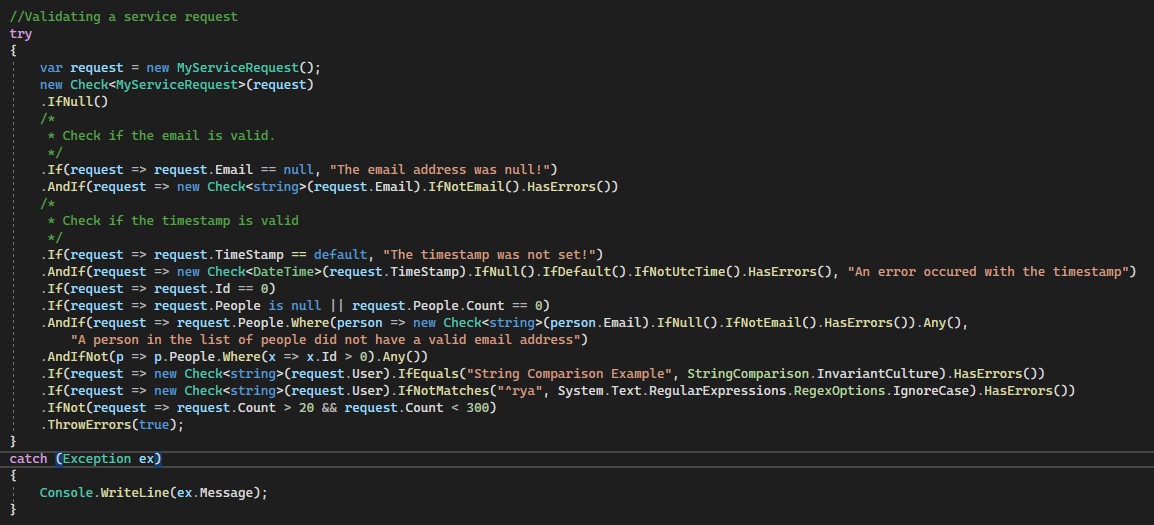 //Validating a service request
try
{
    var request = new MyServiceRequest();
    new Check<MyServiceRequest>(request)
    .IfNull()
    /*
     * Check if the email is valid.
     */
    .If(request => request.Email == null, "The email address was null!")
    .AndIf(request => new Check<string>(request.Email).IfNotEmail().HasErrors())
    /*
     * Check if the timestamp is valid
     */
    .If(request => request.TimeStamp == default, "The timestamp was not set!")
    .AndIf(request => new Check<DateTime>(request.TimeStamp).IfNull().IfDefault().IfNotUtcTime().HasErrors(), "An error occured with the timestamp")
    .If(request => request.Id == 0)
    .If(request => request.People is null || request.People.Count == 0)
    .AndIf(request => request.People.Where(person => new Check<string>(person.Email).IfNull().IfNotEmail().HasErrors()).Any(),
        "A person in the list of people did not have a valid email address")
    .AndIfNot(p => p.People.Where(x => x.Id > 0).Any())
    .If(request => new Check<string>(request.User).IfEquals("String Comparison Example", StringComparison.InvariantCulture).HasErrors())
    .If(request => new Check<string>(request.User).IfNotMatches("^rya", System.Text.RegularExpressions.RegexOptions.IgnoreCase).HasErrors())
    .IfNot(request => request.Count > 20 && request.Count < 300)
    .ThrowErrors(true);
}
catch (Exception ex)
{
    Console.WriteLine(ex.Message);
}